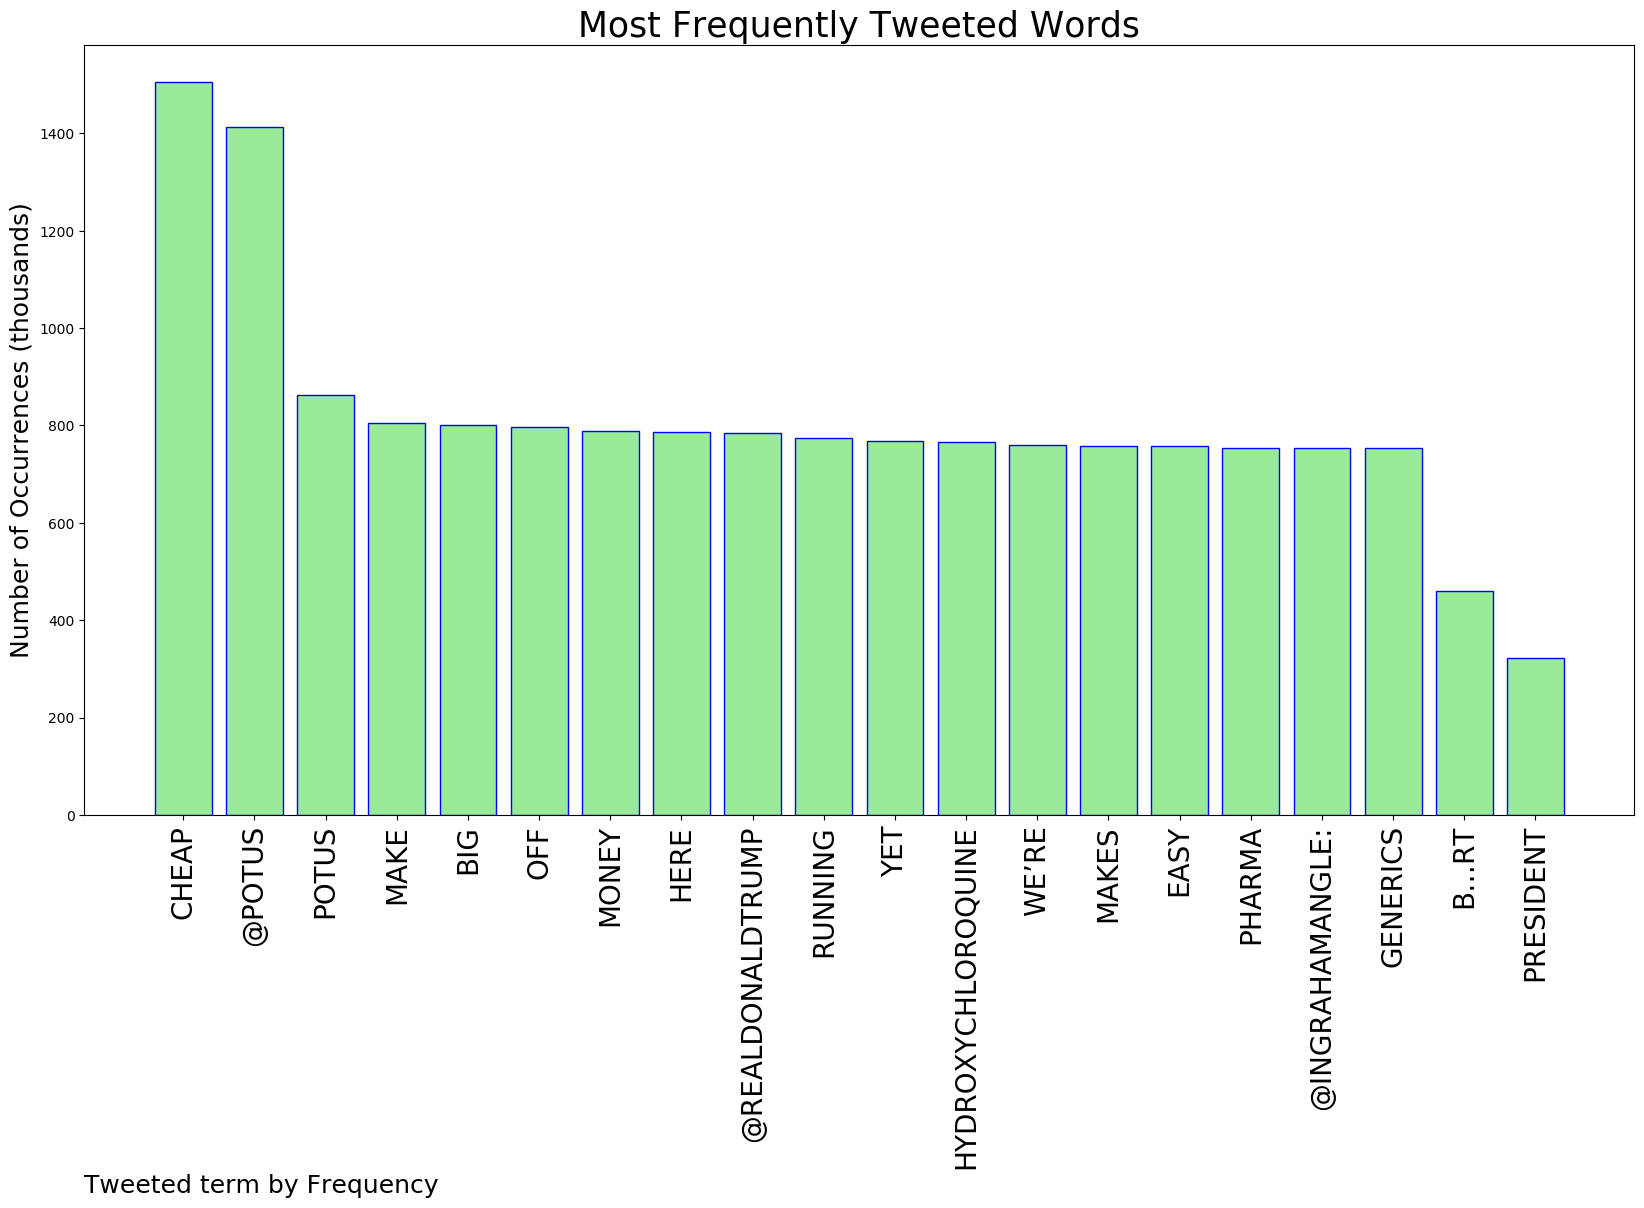 Most Frequently Tweeted Words
Number of Occurrences (thousands)
1400
1200
1000
800
600
400
200
0
CHEAP
@POTUS
POTUS
MAKE
BIG
OFF
MONEY
HERE
@REALDONALDTRUMP
RUNNING
YET
HYDROXYCHLOROQUINE
WE’RE
MAKES
EASY
PHARMA
@INGRAHAMANGLE:
GENERICS
B…RT
PRESIDENT
Tweeted term by Frequency